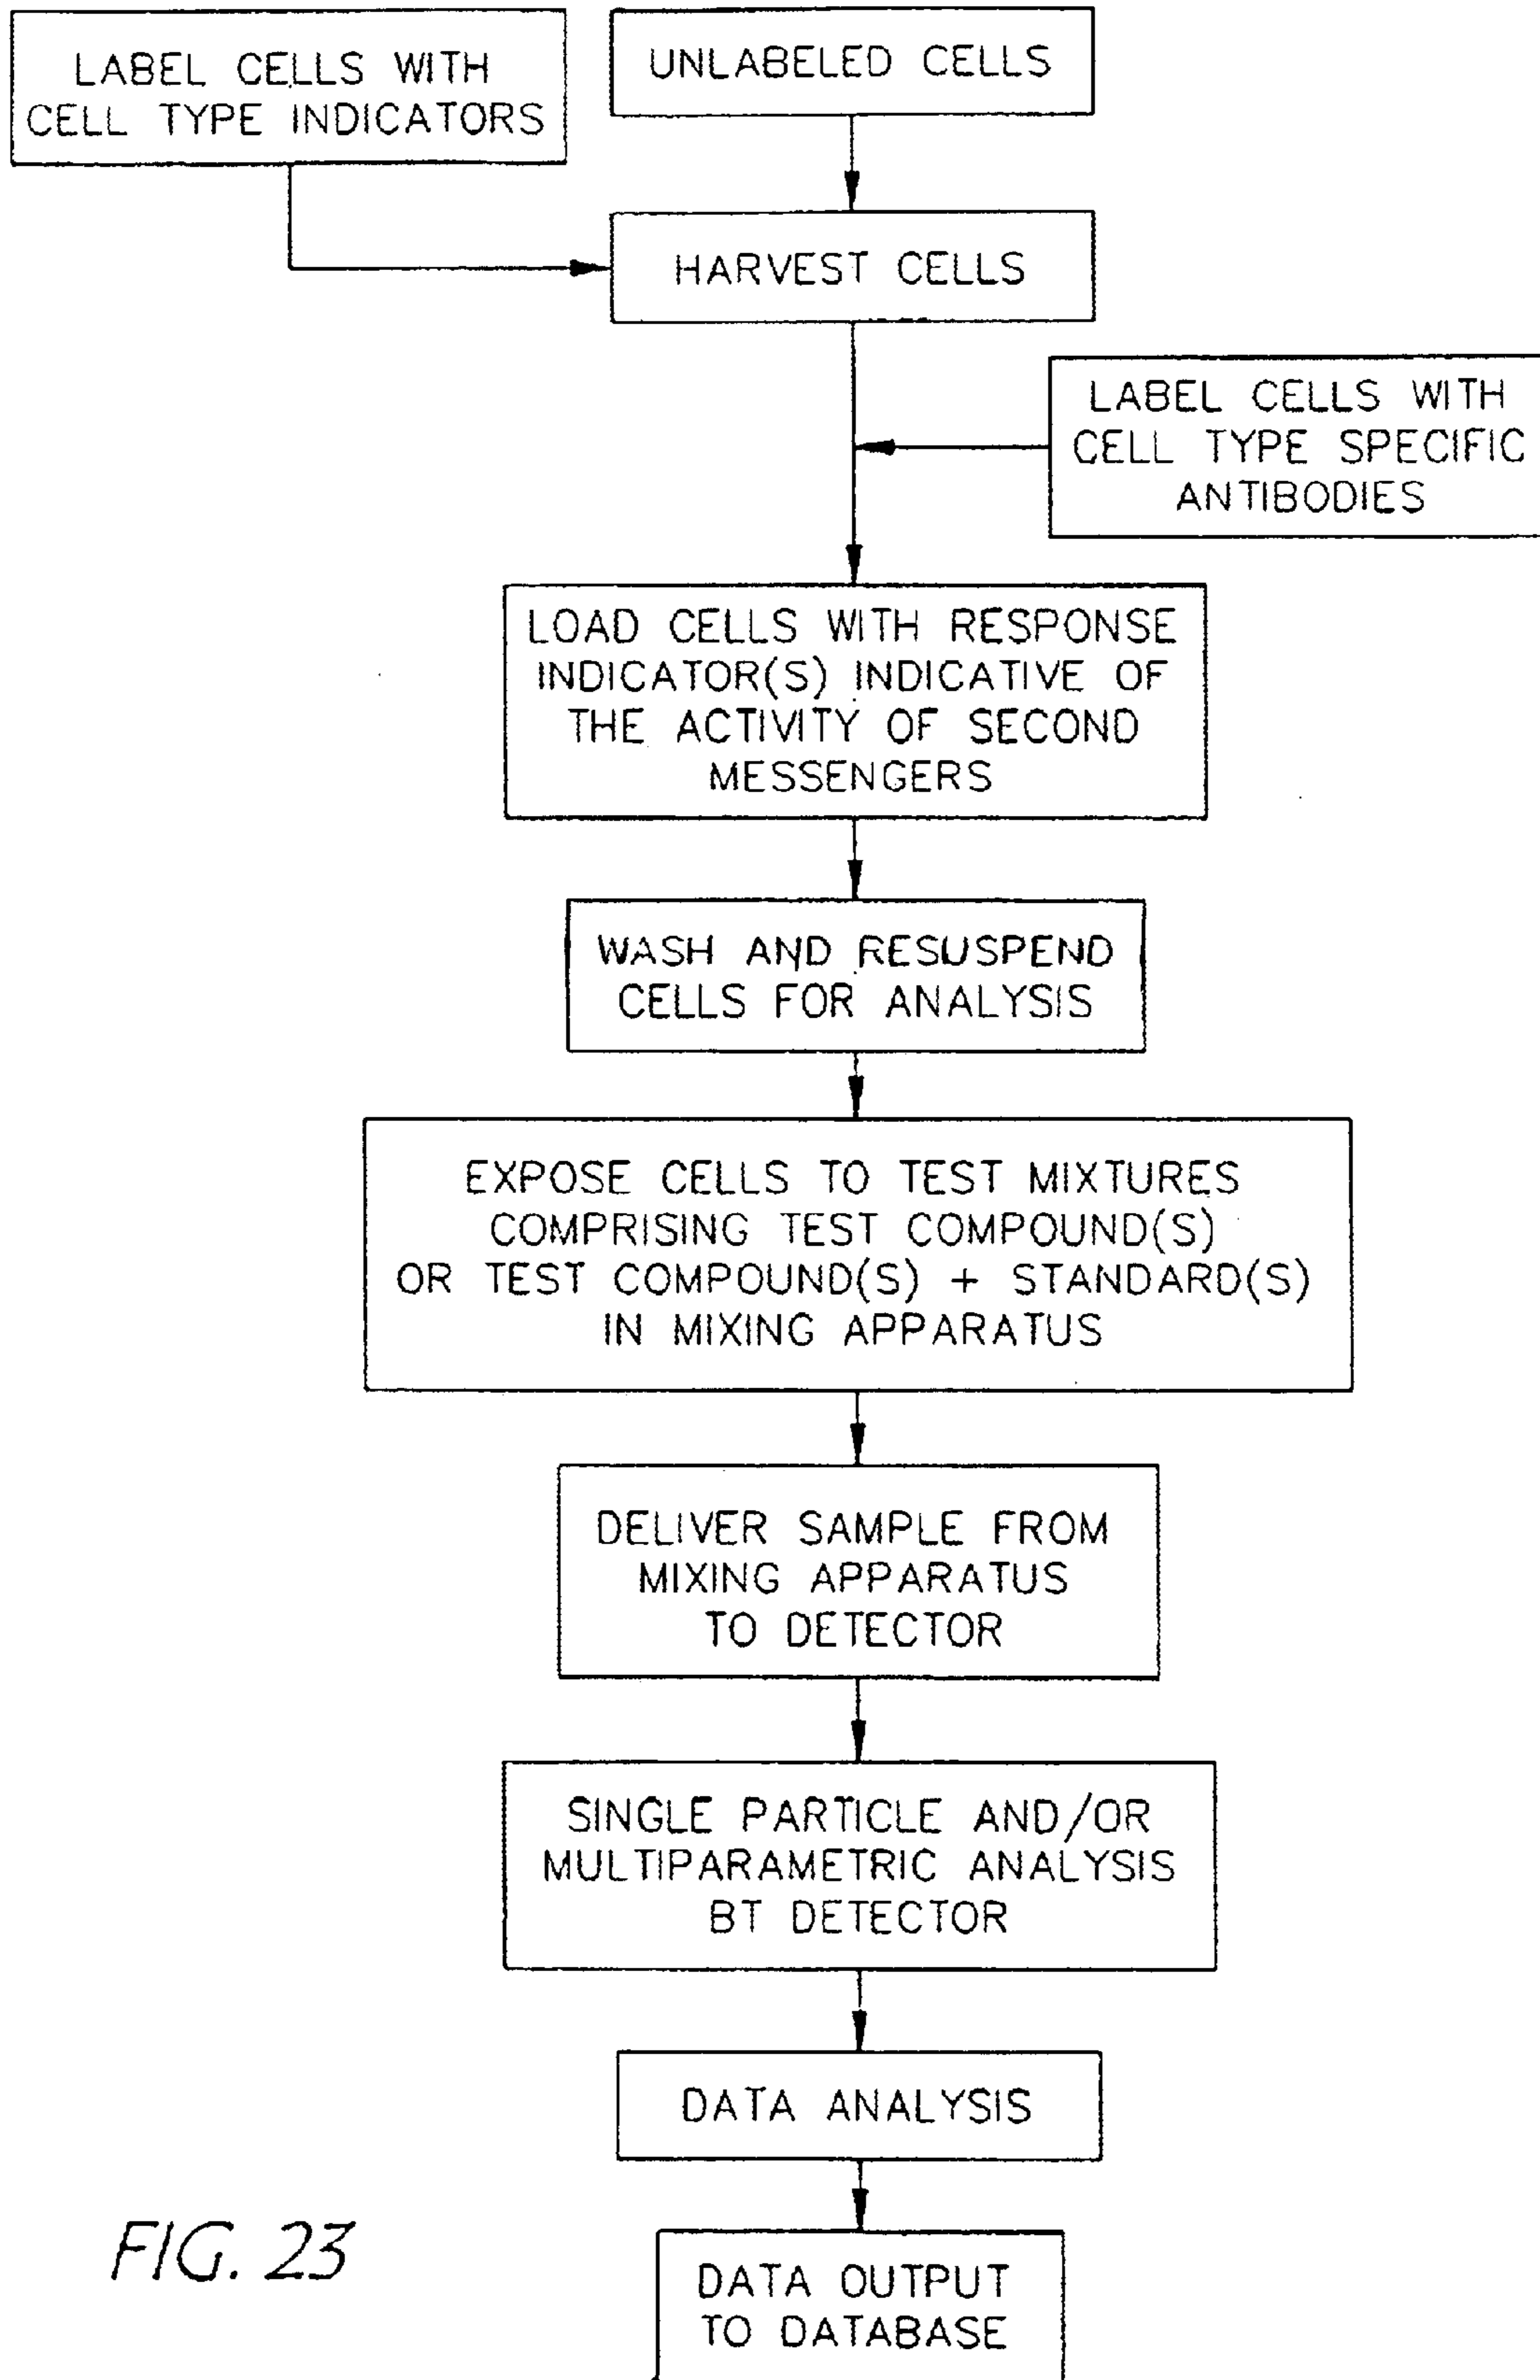 LABEL CELLS WITH
CELL TYPE INDICATORS
UNLABELED CELLS
HARVEST CELLS
LABEL CELLS WITH
CELL TYPE SPECIFIC
ANTIBODIES
LOAD CELLS WITH RESPONSE
INDICATOR(S) INDICATIVE OF
THE ACTIVITY OF SECOND
MESSENGERS
WASH AND RESUSPEND
CELLS FOR ANALYSIS
EXPOSE CELLS TO TEST MIXTURES
COMPRISING TEST COMPOUND(S)
OR TEST COMPOUND(S) + STANDARD(S)
IN MIXING APPARATUS
DELIVER SAMPLE FROM
MIXING APPARATUS
TO DETECTOR
SINGLE PARTICLE AND/OR
MULTIPARAMETRIC ANALYSIS
BT DETECTOR
DATA ANALYSIS
DATA OUTPUT
TO DATABASE
FIG. 23